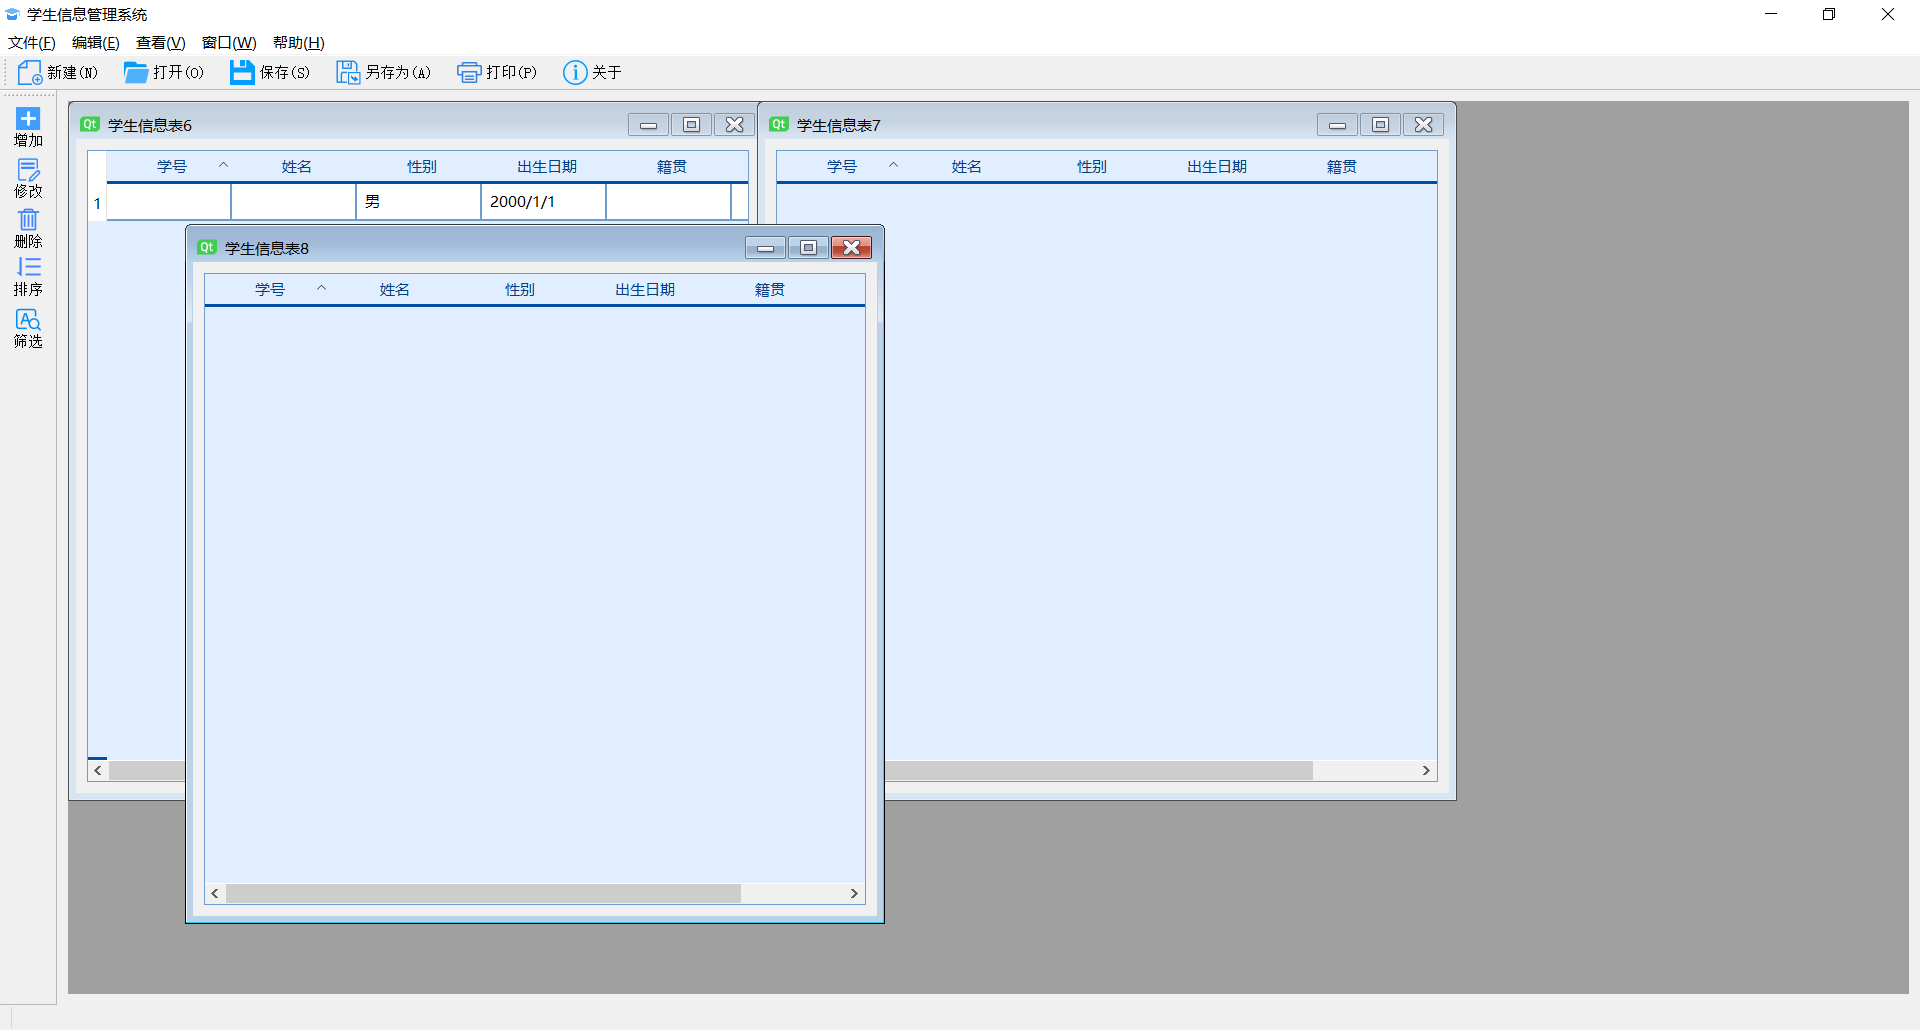 学生信息管理系统
文件(F) 编辑(E) 查看(V) 窗口(W) 帮助(H)
新建(N) 打开(O) 保存(S) 另存为(A) 打印(P) 关于
增加
修改
删除
排序
筛选
Qt 学生信息表6
学号 姓名 性别 出生日期 籍贯
1 男 2000/1/1
Qt 学生信息表7
学号 姓名 性别 出生日期 籍贯
Qt 学生信息表8
学号 姓名 性别 出生日期 籍贯